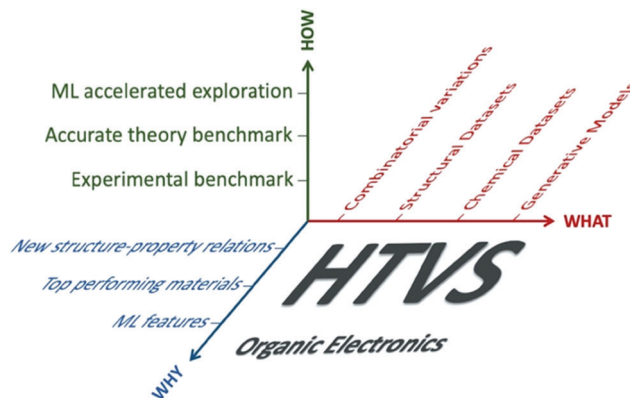 HOW
ML accelerated exploration
Accurate theory benchmark
Experimental benchmark
Combinatorial variations
Structural Datasets
Chemical Datasets
Generative Models
WHAT
New structure-property relations
Top performing materials
ML features
WHY
HTVS
Organic Electronics